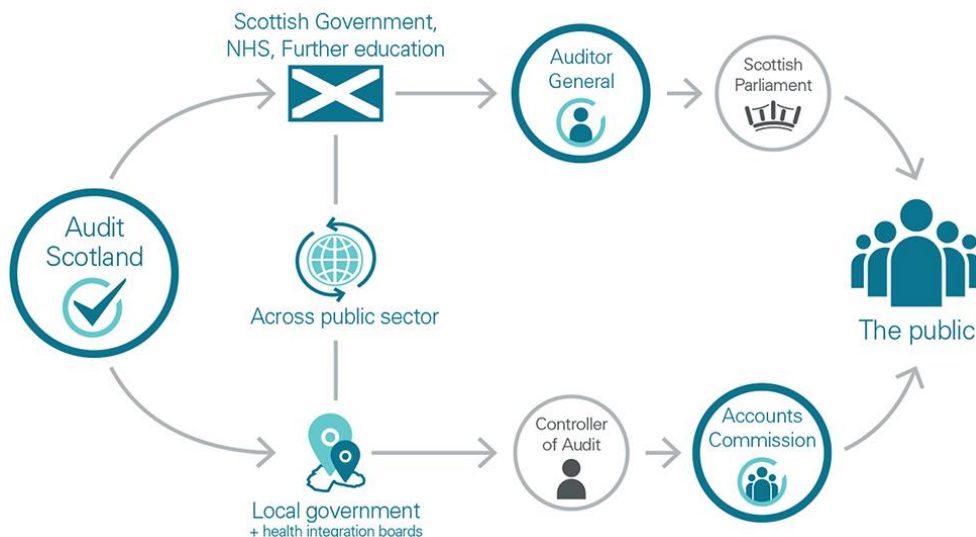 Scottish Government,
NHS, Further education
Auditor
General
Scottish
Parliament
Audit
Scotland
Across public sector
The public
Local government
+ health integration boards
Controller
of Audit
Accounts
Commission